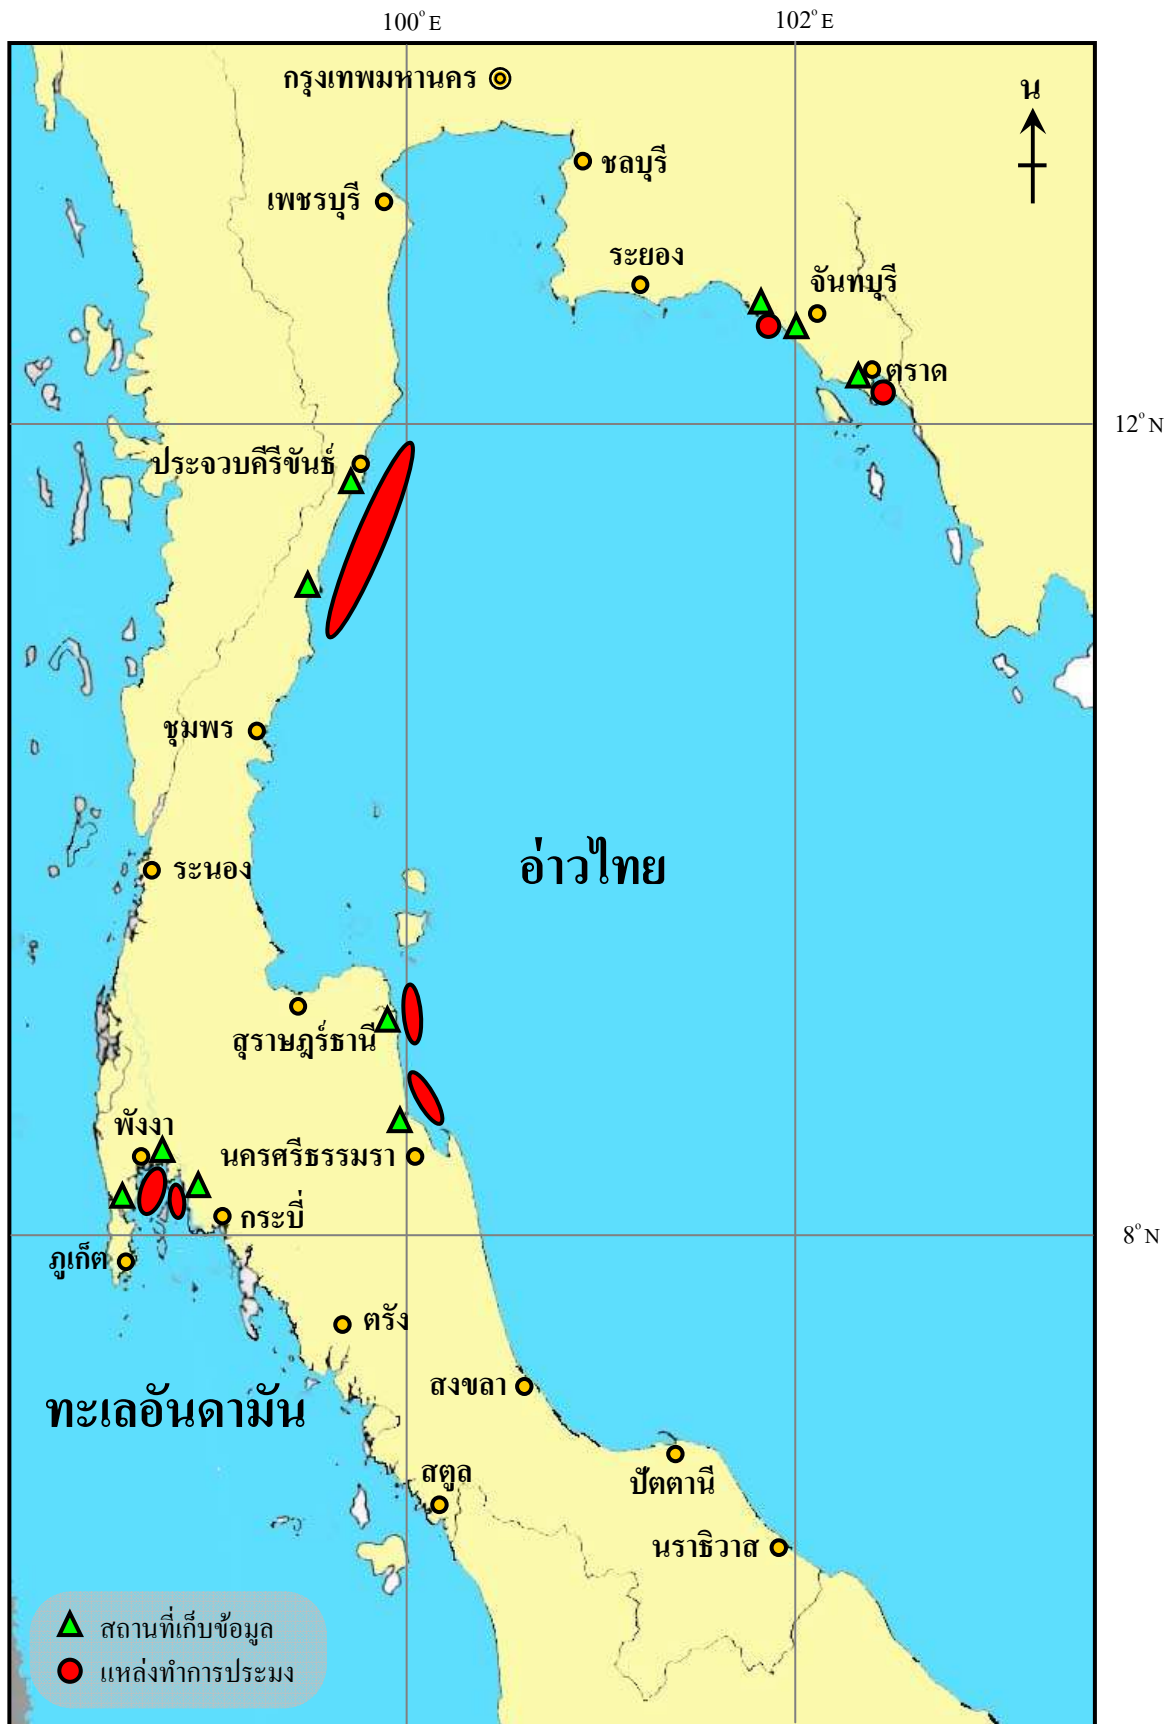 100° E
102° E
กรุงเทพมหานคร
น
ชลบุรี
เพชรบุรี
ระยอง
จันทบุรี
ตราด
12° N
ประจวบคีรีขันธ์
ชุมพร
อ่าวไทย
ระนอง
สุราษฎร์ธานี
พังงา
นครศรีธรรมรา
กระบี่
8° N
ภูเก็ต
ตรัง
สงขลา
ทะเลอันดามัน
สตูล
ปัตตานี
นราธิวาส
สถานที่เก็บข้อมูล
แหล่งทำการประมง